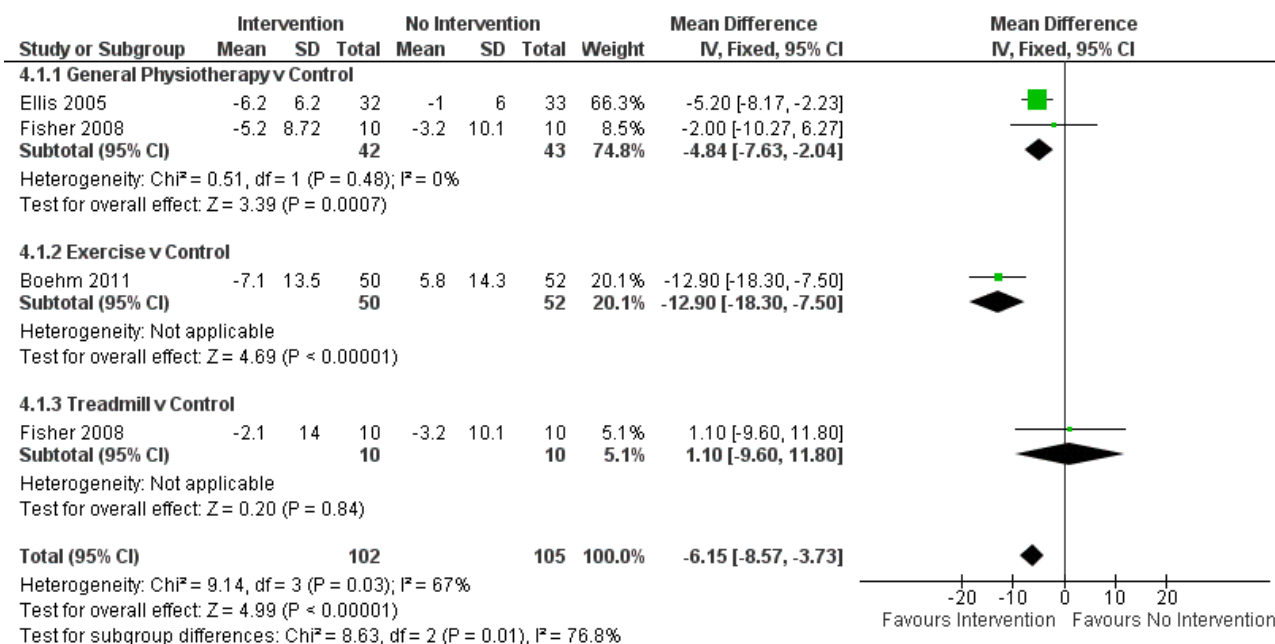 Intervention No Intervention Mean Difference Mean Difference
Study or Subgroup Mean SD Total Mean SD Total Weight IV, Fixed, 95% CI IV, Fixed, 95% CI
4.1.1 General Physiotherapy v Control
Ellis 2005 -6.2 6.2 32 -1 6 33 66.3% -5.20 [-8.17, -2.23]
Fisher 2008 -5.2 8.72 10 -3.2 10.1 10 8.5% -2.00 [-10.27, 6.27]
Subtotal (95% CI) 42 43 74.8% -4.84 [-7.63, -2.04]
Heterogeneity: Chi² = 0.51, df = 1 (P = 0.48); I² = 0%
Test for overall effect: Z = 3.39 (P = 0.0007)
4.1.2 Exercise v Control
Boehm 2011 -7.1 13.5 50 5.8 14.3 52 20.1% -12.90 [-18.30, -7.50]
Subtotal (95% CI) 50 52 20.1% -12.90 [-18.30, -7.50]
Heterogeneity: Not applicable
Test for overall effect: Z = 4.69 (P < 0.00001)
4.1.3 Treadmill v Control
Fisher 2008 -2.1 14 10 -3.2 10.1 10 5.1% 1.10 [-9.60, 11.80]
Subtotal (95% CI) 10 10 5.1% 1.10 [-9.60, 11.80]
Heterogeneity: Not applicable
Test for overall effect: Z = 0.20 (P = 0.84)
Total (95% CI) 102 105 100.0% -6.15 [-8.57, -3.73]
Heterogeneity: Chi² = 9.14, df = 3 (P = 0.03); I² = 67%
Test for overall effect: Z = 4.99 (P < 0.00001)
Test for subgroup differences: Chi² = 8.63, df = 2 (P = 0.01), I² = 76.8%
-20 -10 0 10 20
Favours Intervention Favours No Intervention